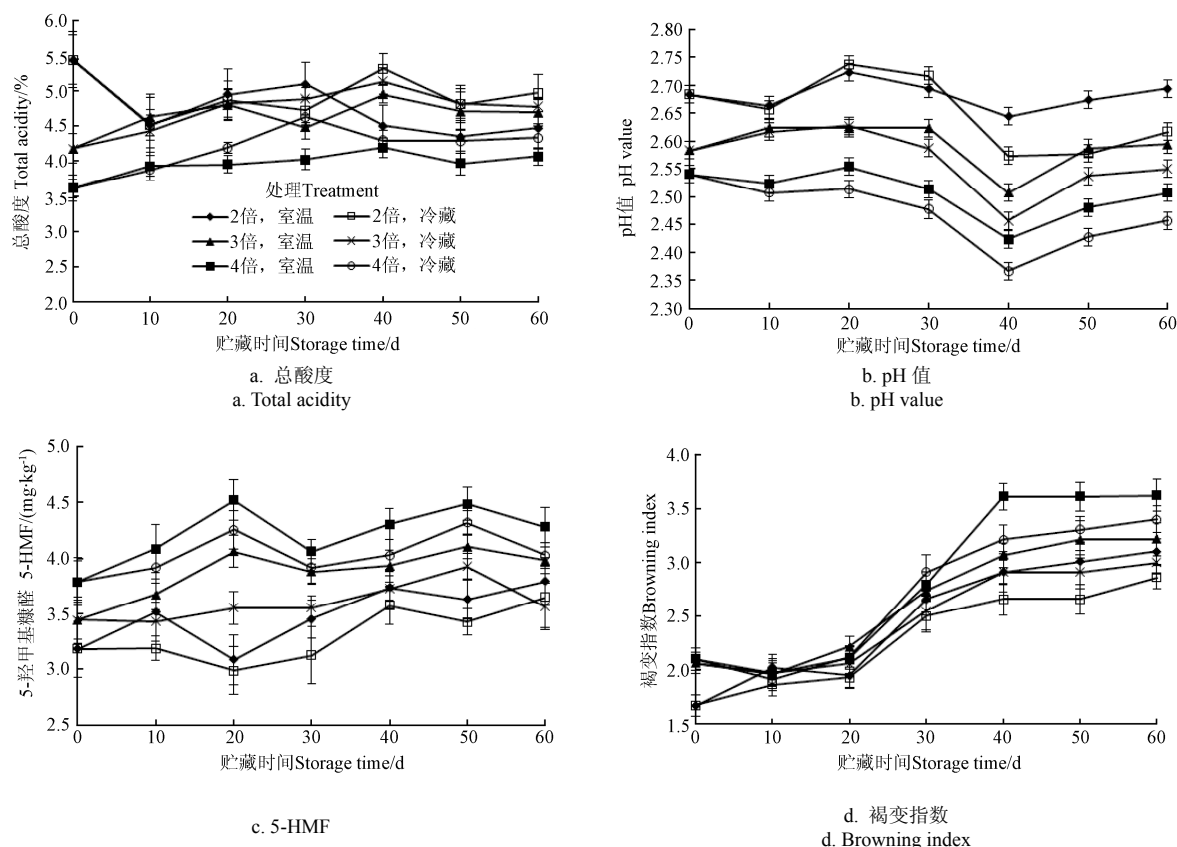 6.0
5.5
5.0
4.5
4.0
3.5
3.0
2.5
2.0
总酸度 Total acidity/%
处理Treatment
2倍，室温 2倍，冷藏
3倍，室温 3倍，冷藏
4倍，室温 4倍，冷藏
0 10 20 30 40 50 60
贮藏时间Storage time/d
a. 总酸度
a. Total acidity
2.80
2.70
2.60
2.55
2.50
2.45
2.40
2.35
2.30
pH值 pH value
0 10 20 30 40 50 60
贮藏时间Storage time/d
b. pH 值
b. pH value
5.0
4.5
4.0
3.5
3.0
2.5
5-羟甲基糠醛 5-HMF/(mg·kg-1)
0 10 20 30 40 50 60
贮藏时间Storage time/d
c. 5-HMF
4.0
3.5
3.0
2.5
2.0
1.5
褐变指数Browning index
0 10 20 30 40 50 60
贮藏时间Storage time/d
d. 褐变指数
d. Browning index